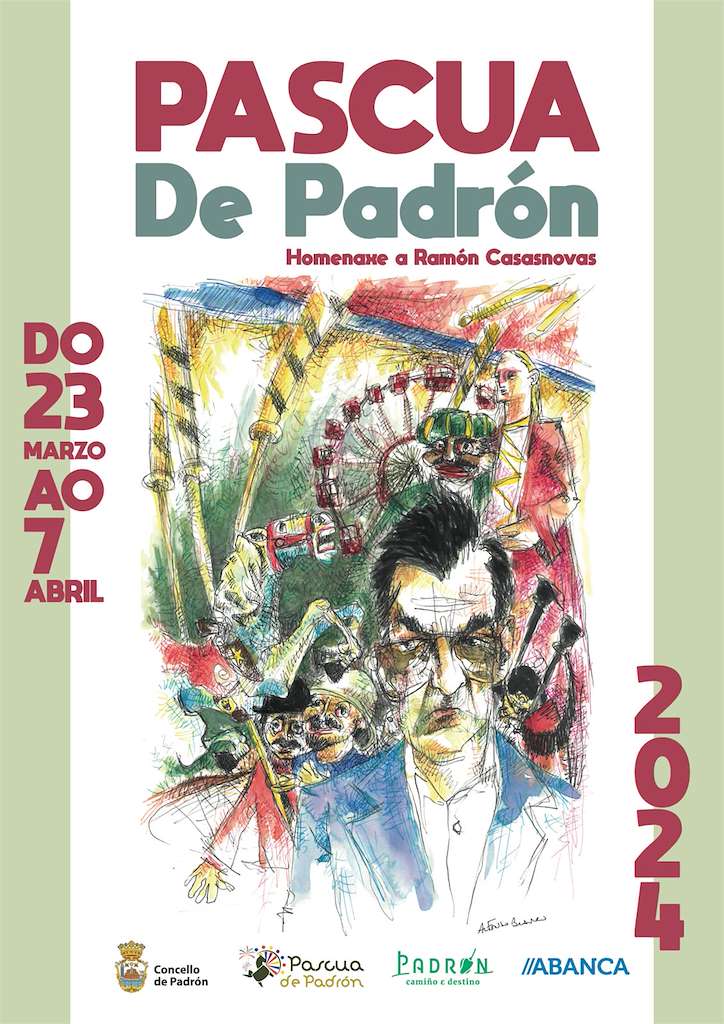 PASCUA
De Padrón
Homenaxe a Ramón Casasnovas
DO
23
MARZO
AO
7
ABRIL
2024
Concello
de Padrón
Pascua
de Padrón
PADRÓN
camiño e destino
//ABANCA